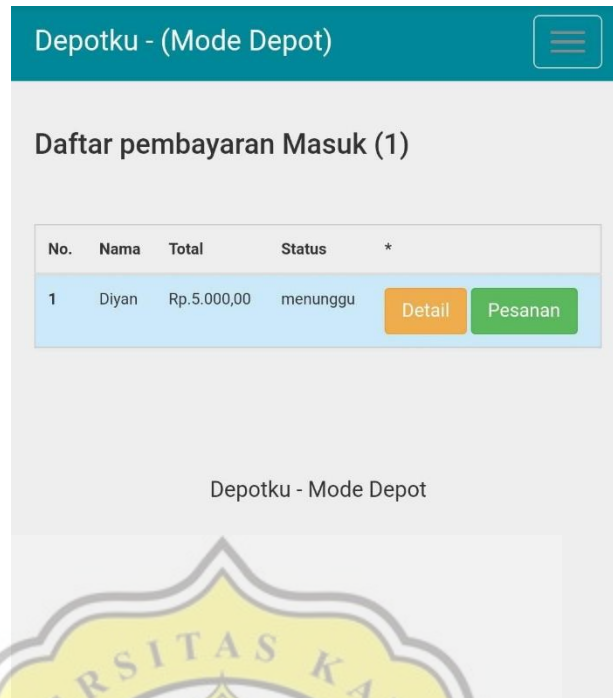 Depotku - (Mode Depot)
Daftar pembayaran Masuk (1)
No. Nama Total Status *
1 Diyan Rp.5.000,00 menunggu Detail Pesanan
Depotku - Mode Depot